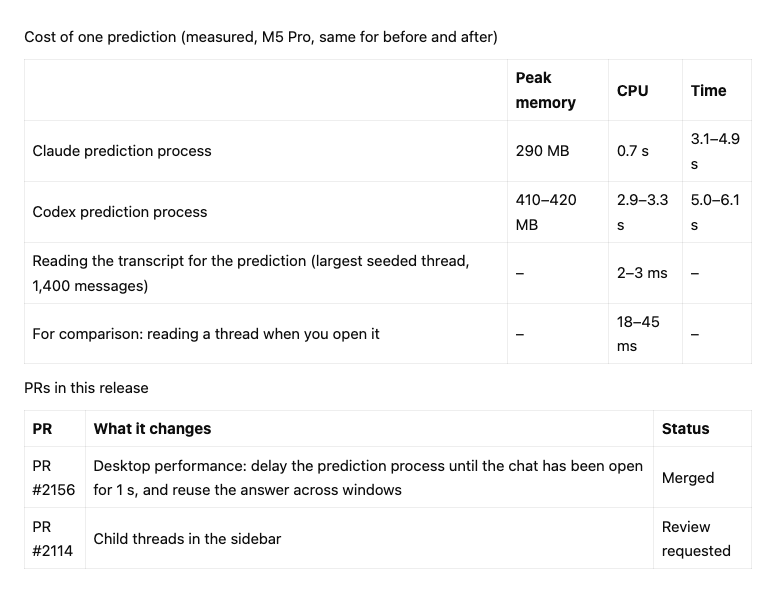 Cost of one prediction (measured, M5 Pro, same for before and after)
Peak memory CPU Time
Claude prediction process 290 MB 0.7 s 3.1–4.9 s
Codex prediction process 410–420 MB 2.9–3.3 s 5.0–6.1 s
Reading the transcript for the prediction (largest seeded thread, 1,400 messages) – 2–3 ms –
For comparison: reading a thread when you open it – 18–45 ms –
PRs in this release
PR What it changes Status
PR #2156 Desktop performance: delay the prediction process until the chat has been open for 1 s, and reuse the answer across windows Merged
PR #2114 Child threads in the sidebar Review requested